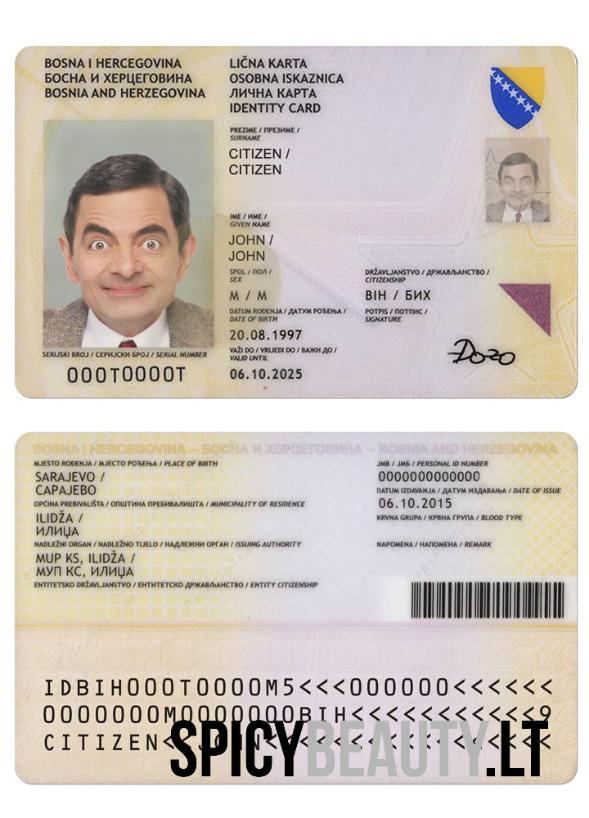 BOSNA I HERCEGOVINA
БОСНА И ХЕРЦЕГОВИНА
BOSNIA AND HERZEGOVINA
LIČNA KARTA
OSOBNA ISKAZNICA
ЛИЧНА КАРТА
IDENTITY CARD
PREZIME / ПРЕЗИМЕ /
SURNAME
CITIZEN /
CITIZEN
IME / ИМЕ /
GIVEN NAME
JOHN /
JOHN
SPOL / ПОЛ /
SEX
M / M
DRŽAVLJANSTVO / ДРЖАВЉАНСТВО /
CITIZENSHIP
BIH / БИХ
DATUM ROĐENJA / ДАТУМ РОЂЕЊА /
DATE OF BIRTH
20.08.1997
POTPIS / ПОТПИС /
SIGNATURE
VAŽI DO / VRIJEDI DO / ВАЖИ ДО /
VALID UNTIL
06.10.2025
SERIJSKI BROJ / СЕРИЈСКИ БРОЈ / SERIAL NUMBER
000T0000T
BOSNA I HERCEGOVINA – БОСНА И ХЕРЦЕГОВИНА – BOSNIA AND HERZEGOVINA
MJESTO ROĐENJA / МЈЕСТО РОЂЕЊА / PLACE OF BIRTH
SARAJEVO /
САРАЈЕВО
OPĆINA PREBIVALIŠTA / ОПШТИНА ПРЕБИВАЛИШТА / MUNICIPALITY OF RESIDENCE
ILIDŽA /
ИЛИЏА
NADLEŽNI ORGAN / NADLEŽNO TIJELO / НАДЛЕЖНИ ОРГАН / ISSUING AUTHORITY
MUP KS, ILIDŽA /
МУП КС, ИЛИЏА
ENTITETSKO DRŽAVLJANSTVO / ЕНТИТЕТСКО ДРЖАВЉАНСТВО / ENTITY CITIZENSHIP
JMB / ЈМБ / PERSONAL ID NUMBER
0000000000000
DATUM IZDAVANJA / ДАТУМ ИЗДАВАЊА / DATE OF ISSUE
06.10.2015
KRVNA GRUPA / КРВНА ГРУПА / BLOOD TYPE
NAPOMENA / НАПОМЕНА / REMARK
IDBIH000T0000M5<<<000000<<<<<<
0000000M0000000BIH<<<<<<<<<<<9
CITIZEN<<JOHN<<<<<<<<<<<<<<<<<
SPICYBEAUTY.LT